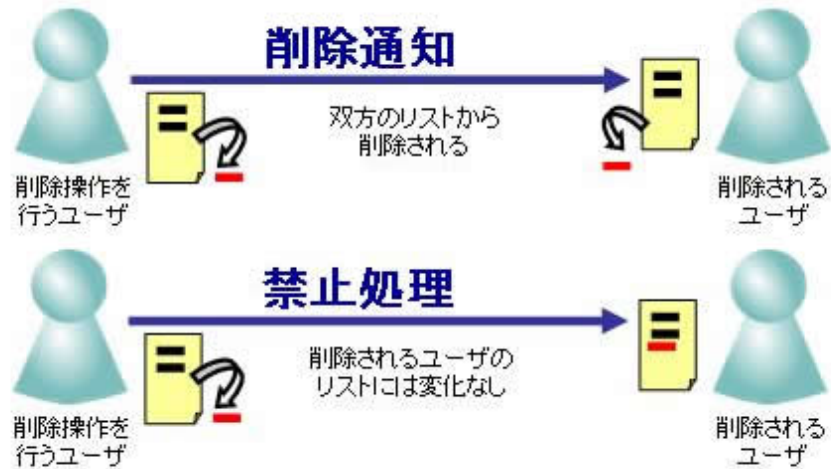 削除通知
双方のリストから
削除される
削除操作を
行うユーザ
削除される
ユーザ
禁止処理
削除されるユーザの
リストには変化なし
削除操作を
行うユーザ
削除される
ユーザ